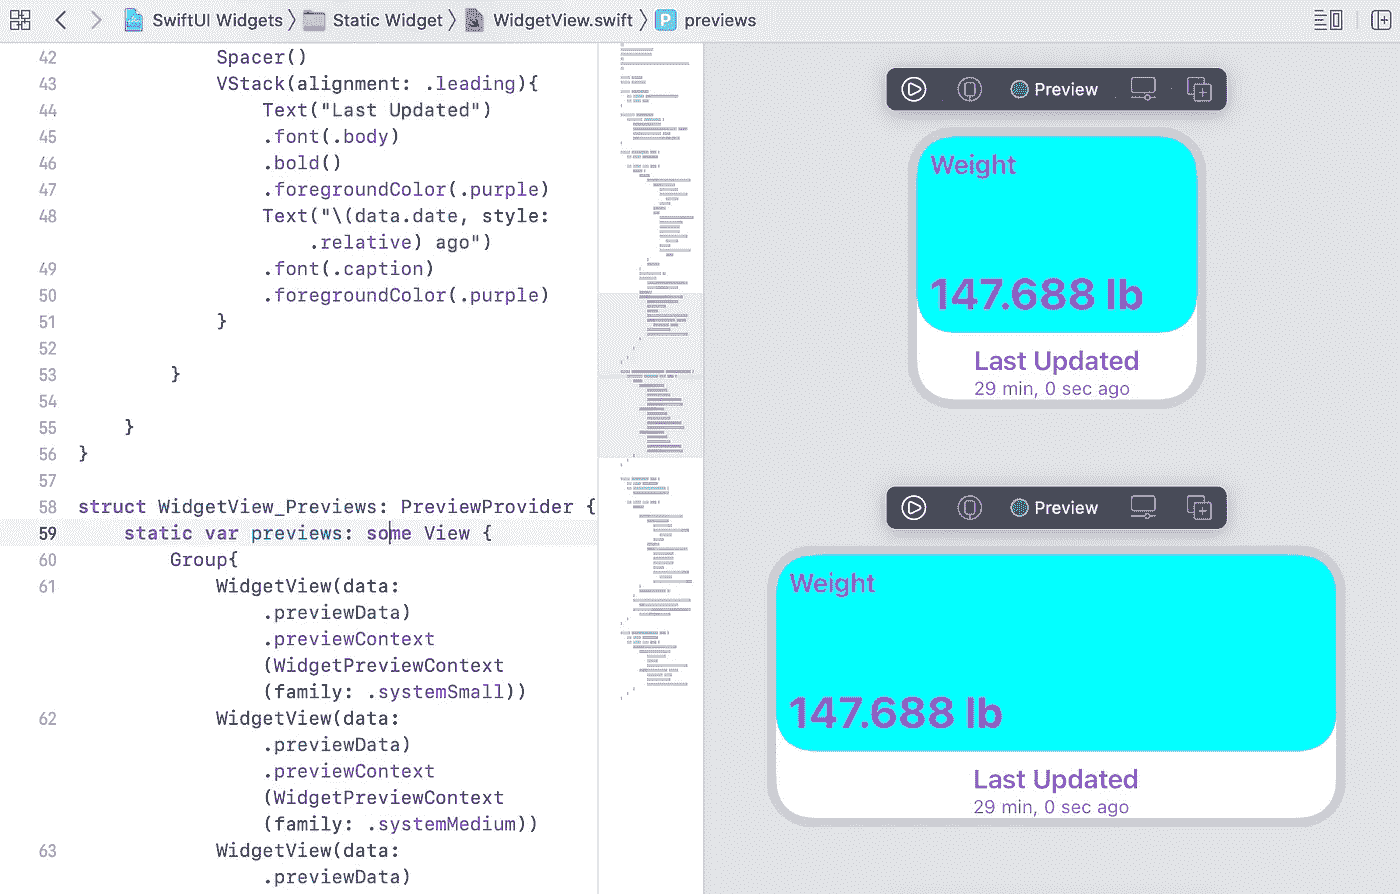 SwiftUI Widgets Static Widget WidgetView.swift P previews
42 Spacer()
43 VStack(alignment: .leading){
44 Text("Last Updated")
45 .font(.body)
46 .bold()
47 .foregroundColor(.purple)
48 Text("\(data.date, style:
.relative) ago")
49 .font(.caption)
50 .foregroundColor(.purple)
51 }
52
53 }
54
55 }
56 }
57
58 struct WidgetView_Previews: PreviewProvider {
59 static var previews: some View {
60 Group{
61 WidgetView(data:
.previewData)
.previewContext
(WidgetPreviewContext
(family: .systemSmall))
62 WidgetView(data:
.previewData)
.previewContext
(WidgetPreviewContext
(family: .systemMedium))
63 WidgetView(data:
.previewData)
Preview
Weight
147.688 lb
Last Updated
29 min, 0 sec ago
Preview
Weight
147.688 lb
Last Updated
29 min, 0 sec ago